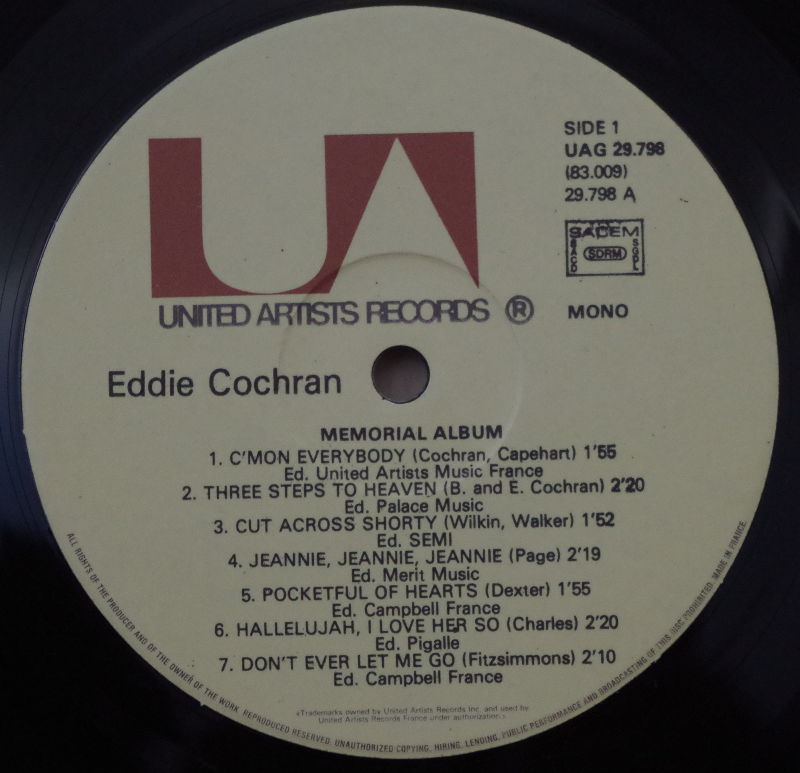 UA
SIDE 1
UAG 29.798
(83.009)
29.798 A
SACEM
SACD
SDRM
SGDL
UNITED ARTISTS RECORDS ®
MONO
Eddie Cochran
MEMORIAL ALBUM
1. C'MON EVERYBODY (Cochran, Capehart) 1'55
Ed. United Artists Music France
2. THREE STEPS TO HEAVEN (B. and E. Cochran) 2'20
Ed. Palace Music
3. CUT ACROSS SHORTY (Wilkin, Walker) 1'52
Ed. SEMI
4. JEANNIE, JEANNIE, JEANNIE (Page) 2'19
Ed. Merit Music
5. POCKETFUL OF HEARTS (Dexter) 1'55
Ed. Campbell France
6. HALLELUJAH, I LOVE HER SO (Charles) 2'20
Ed. Pigalle
7. DON'T EVER LET ME GO (Fitzsimmons) 2'10
Ed. Campbell France
«Trademarks owned by United Artists Records Inc. and used by
United Artists Records France under authorization.»
ALL RIGHTS OF THE PRODUCER AND OF THE OWNER OF THE WORK REPRODUCED RESERVED. UNAUTHORIZED COPYING, HIRING, LENDING, PUBLIC PERFORMANCE AND BROADCASTING OF THIS DISC PROHIBITED. MADE IN FRANCE.